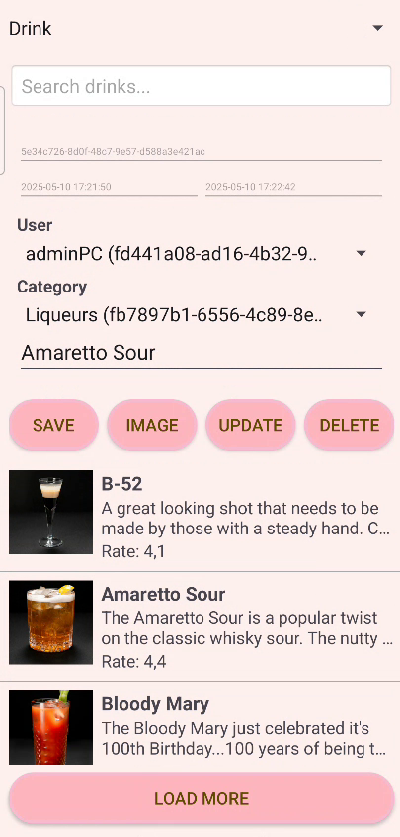 Drink
Search drinks...
5e34c726-8d0f-48c7-9e57-d588a3e421ac
2025-05-10 17:21:50 2025-05-10 17:22:42
User
adminPC (fd441a08-ad16-4b32-9..
Category
Liqueurs (fb7897b1-6556-4c89-8e..
Amaretto Sour
SAVE IMAGE UPDATE DELETE
B-52
A great looking shot that needs to be
made by those with a steady hand. C...
Rate: 4,1
Amaretto Sour
The Amaretto Sour is a popular twist
on the classic whisky sour. The nutty ...
Rate: 4,4
Bloody Mary
The Bloody Mary just celebrated it's
100th Birthday...100 years of being t...
LOAD MORE